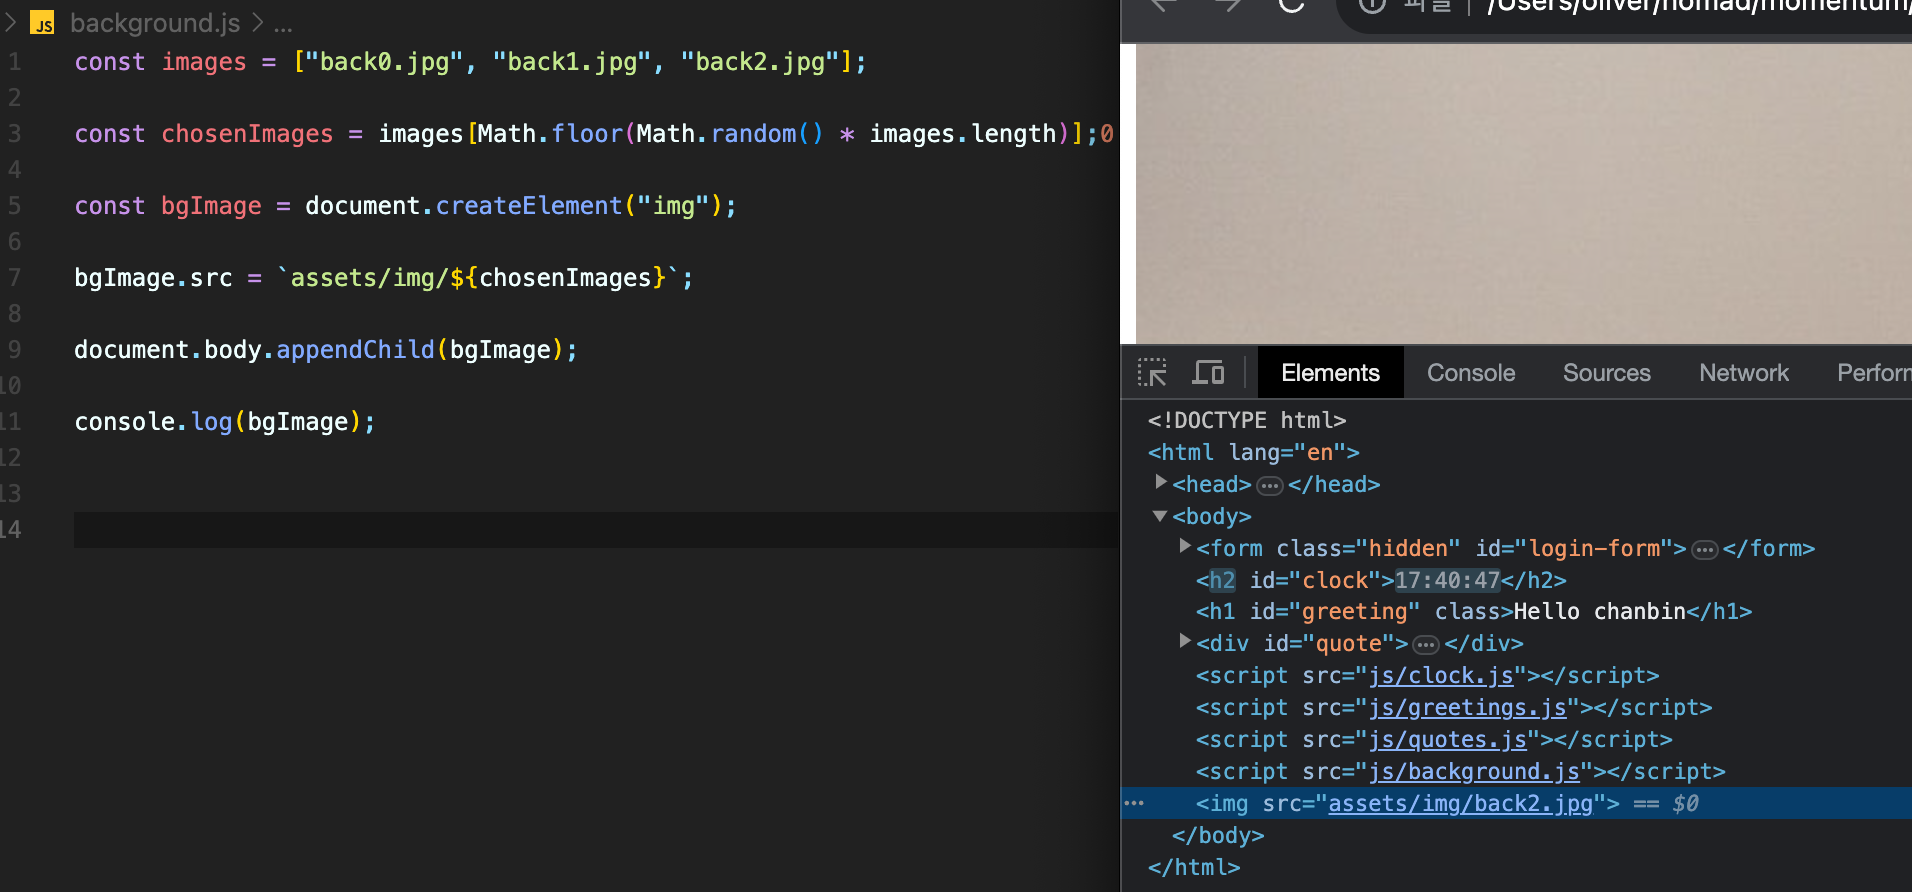 JS background.js > ...
1 const images = ["back0.jpg", "back1.jpg", "back2.jpg"];
2
3 const chosenImages = images[Math.floor(Math.random() * images.length)];0
4
5 const bgImage = document.createElement("img");
6
7 bgImage.src = `assets/img/${chosenImages}`;
8
9 document.body.appendChild(bgImage);
10
11 console.log(bgImage);
12
13
14
파일 | /Users/oliver/nomad/momentum/
Elements Console Sources Network Perform
<!DOCTYPE html>
<html lang="en">
<head>…</head>
<body>
<form class="hidden" id="login-form">…</form>
<h2 id="clock">17:40:47</h2>
<h1 id="greeting" class>Hello chanbin</h1>
<div id="quote">…</div>
<script src="js/clock.js"></script>
<script src="js/greetings.js"></script>
<script src="js/quotes.js"></script>
<script src="js/background.js"></script>
… <img src="assets/img/back2.jpg"> == $0
</body>
</html>